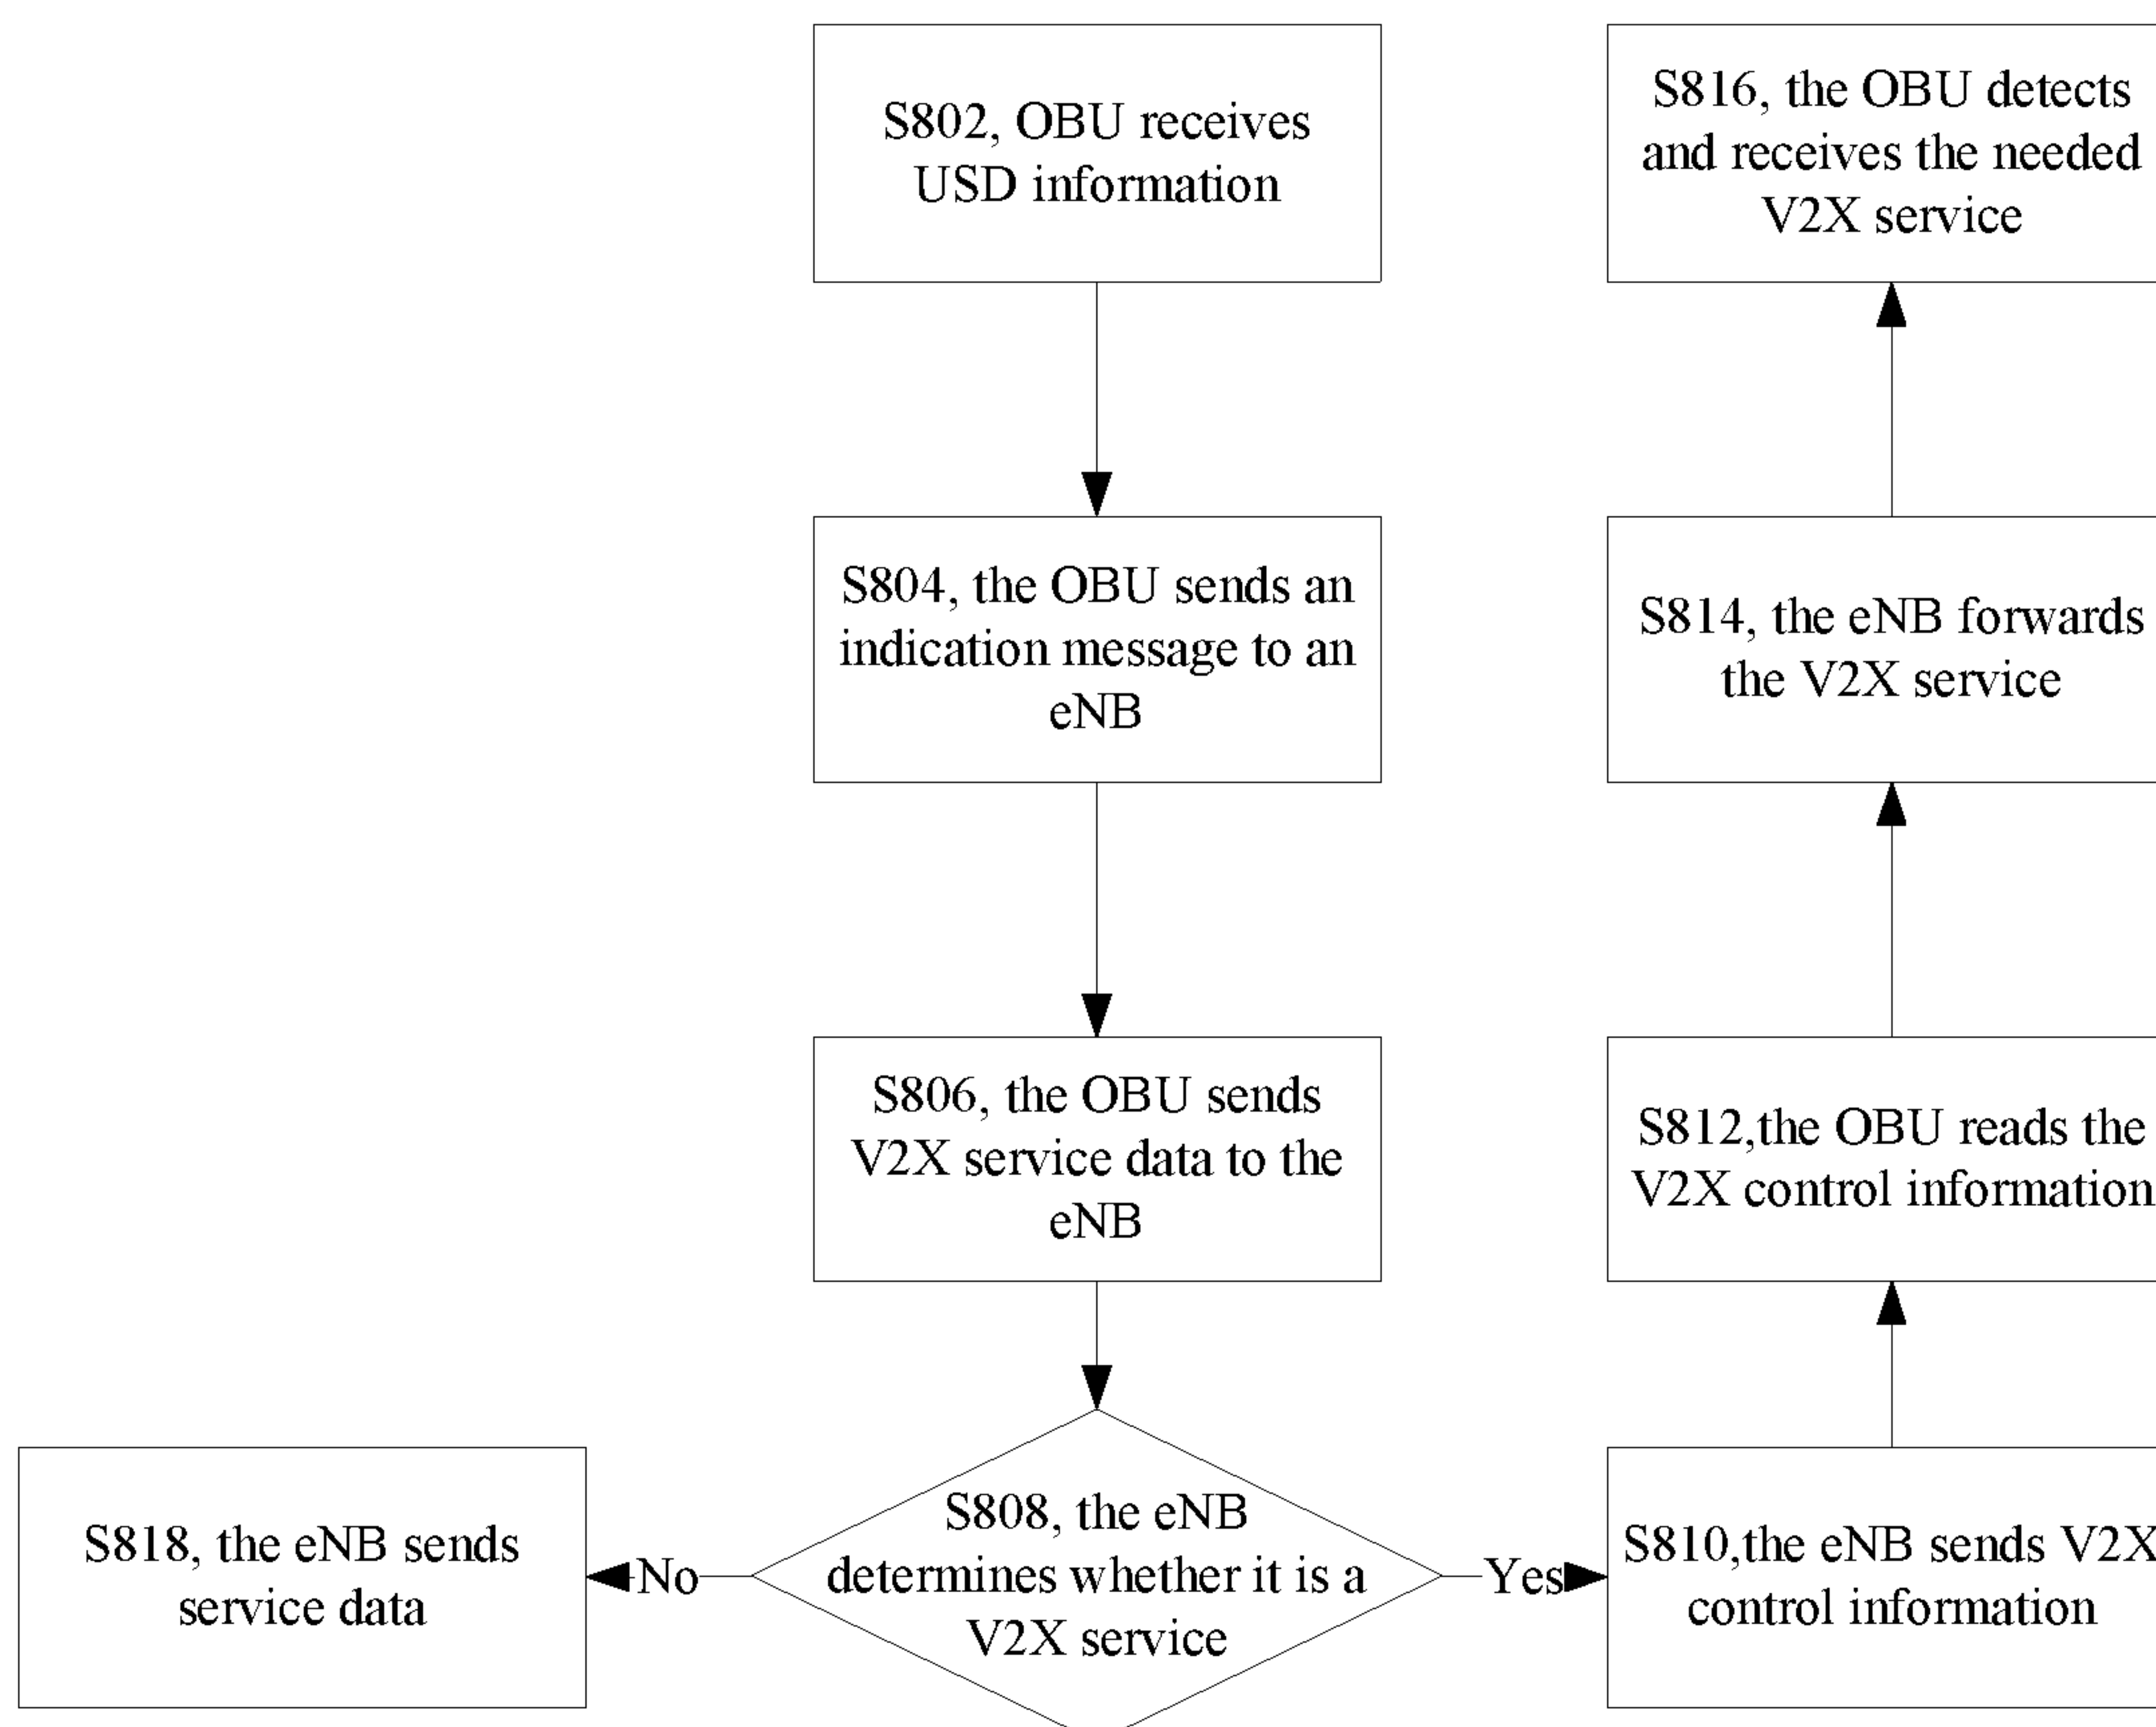 S802, OBU receives
USD information
S804, the OBU sends an
indication message to an
eNB
S806, the OBU sends
V2X service data to the
eNB
S808, the eNB
determines whether it is a
V2X service
No
S818, the eNB sends
service data
Yes
S810,the eNB sends V2X
control information
S812,the OBU reads the
V2X control information
S814, the eNB forwards
the V2X service
S816, the OBU detects
and receives the needed
V2X service